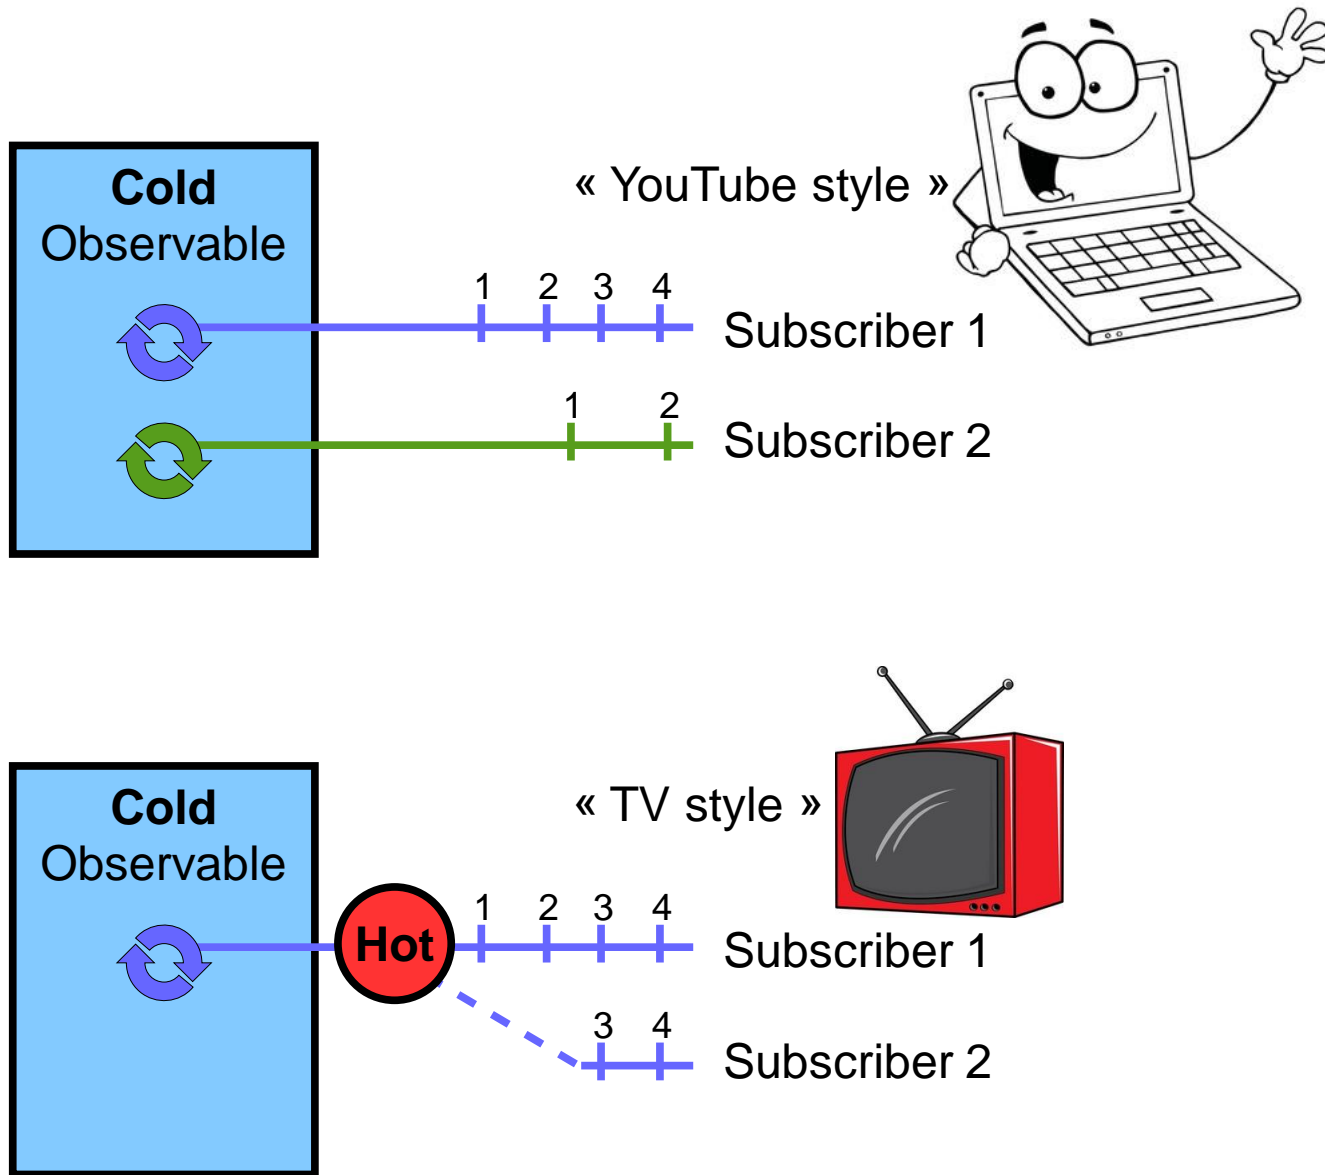 Cold
Observable
« YouTube style »
1 2 3 4
Subscriber 1
1 2
Subscriber 2
Cold
Observable
« TV style »
Hot
1 2 3 4
Subscriber 1
3 4
Subscriber 2